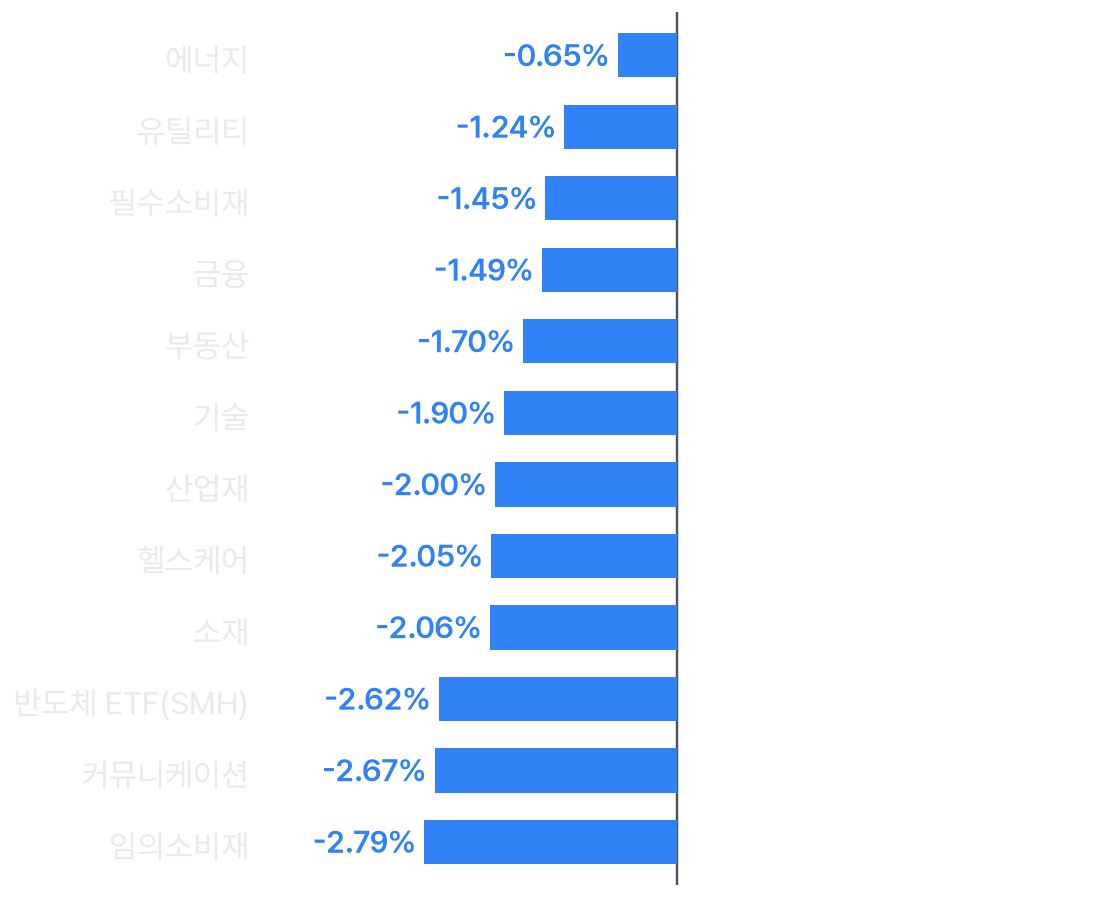 에너지 -0.65%
유틸리티 -1.24%
필수소비재 -1.45%
금융 -1.49%
부동산 -1.70%
기술 -1.90%
산업재 -2.00%
헬스케어 -2.05%
소재 -2.06%
반도체 ETF(SMH) -2.62%
커뮤니케이션 -2.67%
임의소비재 -2.79%